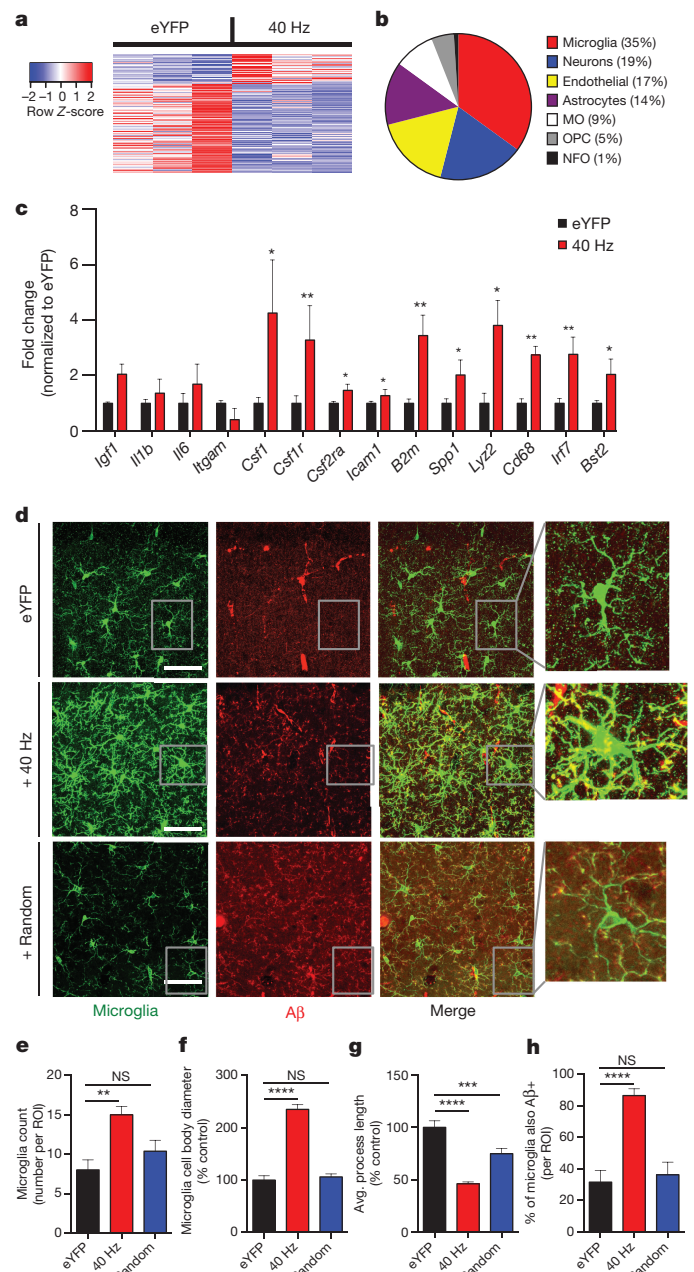 a
eYFP
40 Hz
−2 −1 0 1 2
Row Z-score
b
Microglia (35%)
Neurons (19%)
Endothelial (17%)
Astrocytes (14%)
MO (9%)
OPC (5%)
NFO (1%)
c
Fold change
(normalized to eYFP)
8
6
4
2
0
eYFP
40 Hz
*
**
*
*
**
*
*
**
**
*
Igf1
Il1b
Il6
Itgam
Csf1
Csf1r
Csf2ra
Icam1
B2m
Spp1
Lyz2
Cd68
Irf7
Bst2
d
eYFP
+ 40 Hz
+ Random
Microglia
Aβ
Merge
e
Microglia count
(number per ROI)
20
15
10
5
0
NS
**
eYFP
40 Hz
Random
f
Microglia cell body diameter
(% control)
300
200
100
0
NS
****
eYFP
40 Hz
Random
g
Avg. process length
(% control)
150
100
50
0
***
****
eYFP
40 Hz
Random
h
% of microglia also Aβ+
(per ROI)
100
80
60
40
20
0
NS
****
eYFP
40 Hz
Random